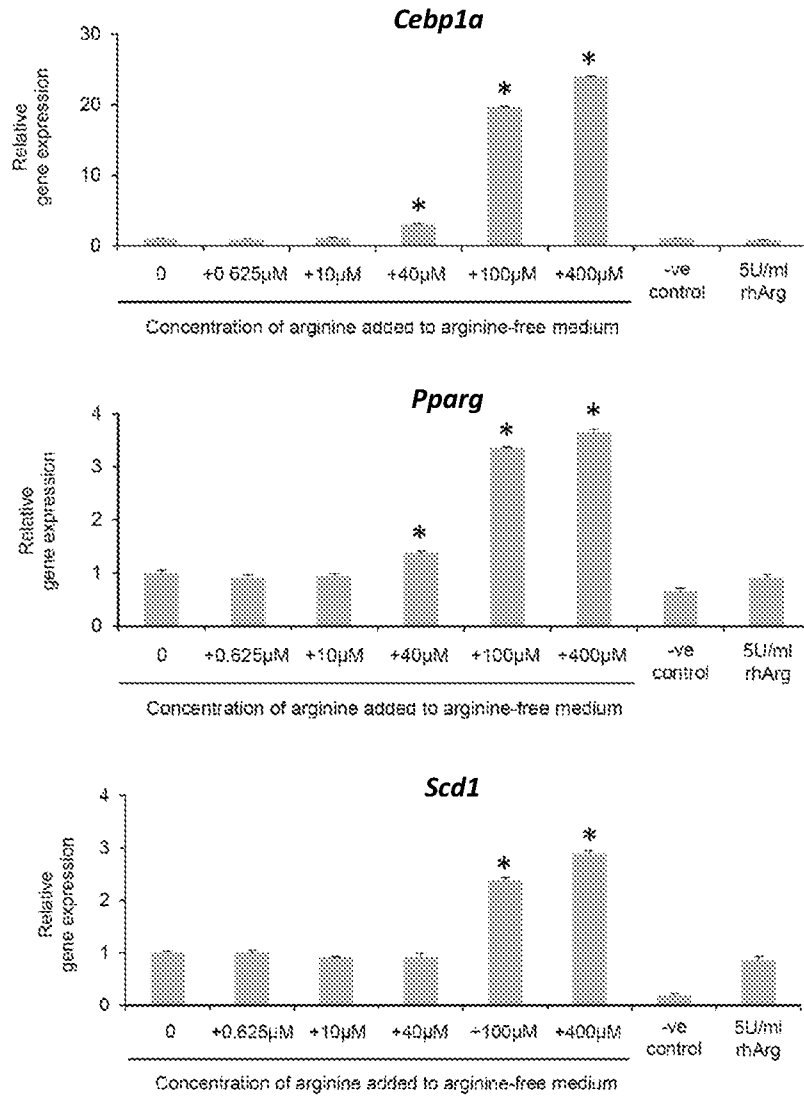 Cebp1a
30
20
10
0
Relative
gene expression
*
*
*
0 +0.625µM +10µM +40µM +100µM +400µM -ve control 5U/ml rhArg
Concentration of arginine added to arginine-free medium
Pparg
4
3
2
1
0
Relative
gene expression
*
*
*
0 +0.625µM +10µM +40µM +100µM +400µM -ve control 5U/ml rhArg
Concentration of arginine added to arginine-free medium
Scd1
4
3
2
1
0
Relative
gene expression
*
*
0 +0.625µM +10µM +40µM +100µM +400µM -ve control 5U/ml rhArg
Concentration of arginine added to arginine-free medium